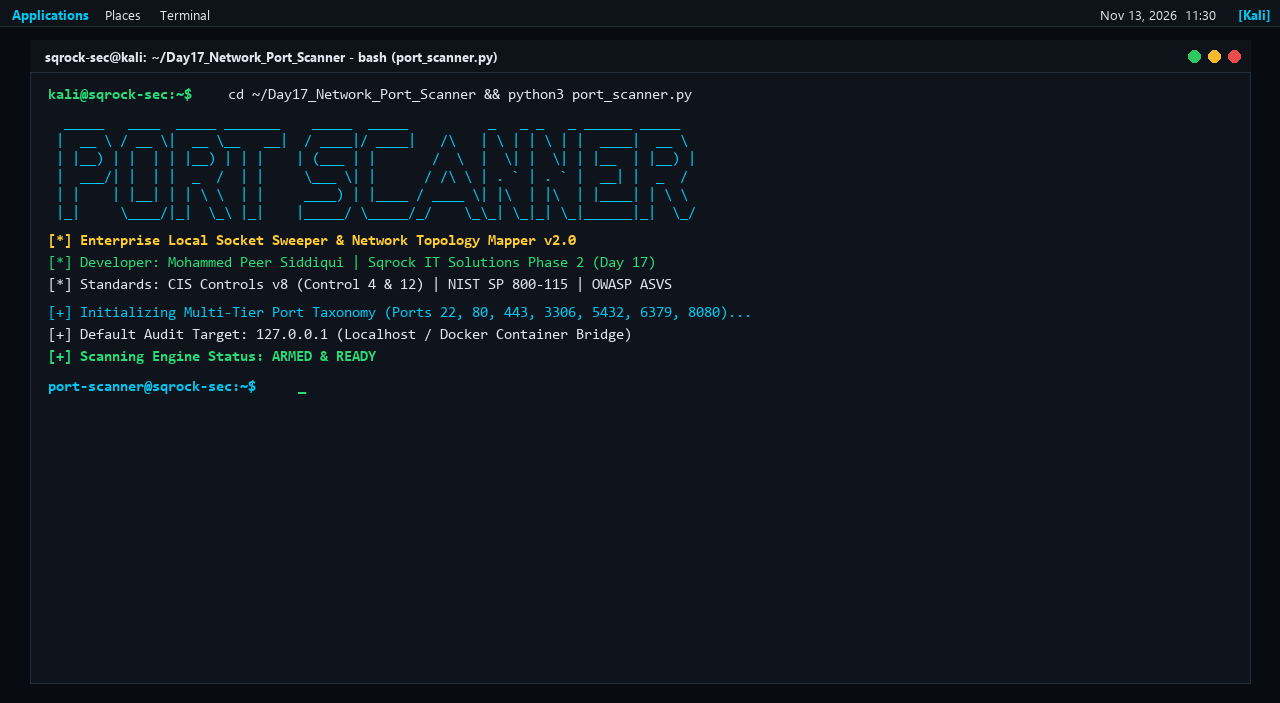 Applications Places Terminal Nov 13, 2026 11:30 [Kali]
sqrock-sec@kali: ~/Day17_Network_Port_Scanner - bash (port_scanner.py)
kali@sqrock-sec:~$ cd ~/Day17_Network_Port_Scanner && python3 port_scanner.py
PORT SCANNER
[*] Enterprise Local Socket Sweeper & Network Topology Mapper v2.0
[*] Developer: Mohammed Peer Siddiqui | Sqrock IT Solutions Phase 2 (Day 17)
[*] Standards: CIS Controls v8 (Control 4 & 12) | NIST SP 800-115 | OWASP ASVS
[+] Initializing Multi-Tier Port Taxonomy (Ports 22, 80, 443, 3306, 5432, 6379, 8080)...
[+] Default Audit Target: 127.0.0.1 (Localhost / Docker Container Bridge)
[+] Scanning Engine Status: ARMED & READY
port-scanner@sqrock-sec:~$ _